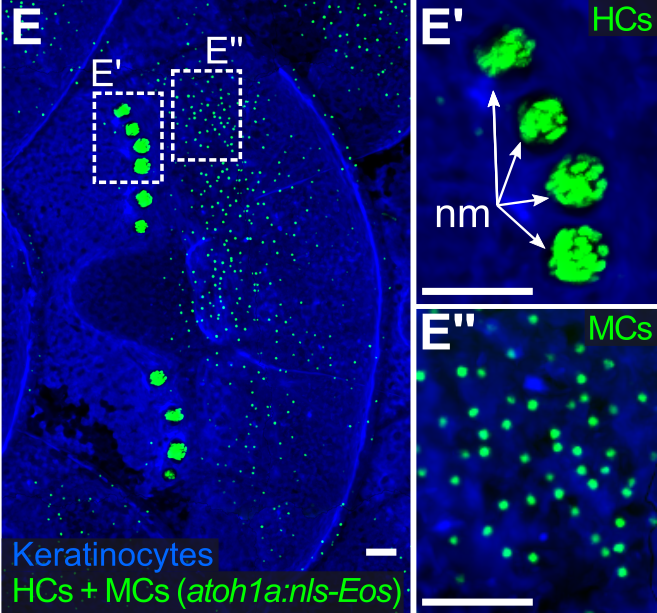 E
E'
E"
Keratinocytes
HCs + MCs (atoh1a:nls-Eos)
E'
HCs
nm
E"
MCs